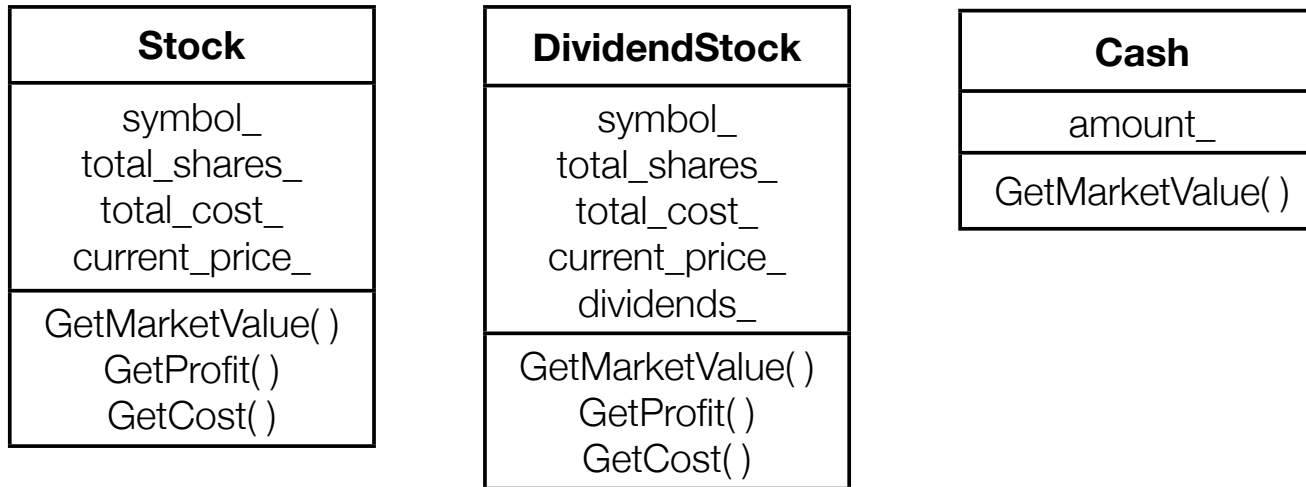 Stock
symbol_
total_shares_
total_cost_
current_price_
GetMarketValue( )
GetProfit( )
GetCost( )
DividendStock
symbol_
total_shares_
total_cost_
current_price_
dividends_
GetMarketValue( )
GetProfit( )
GetCost( )
Cash
amount_
GetMarketValue( )